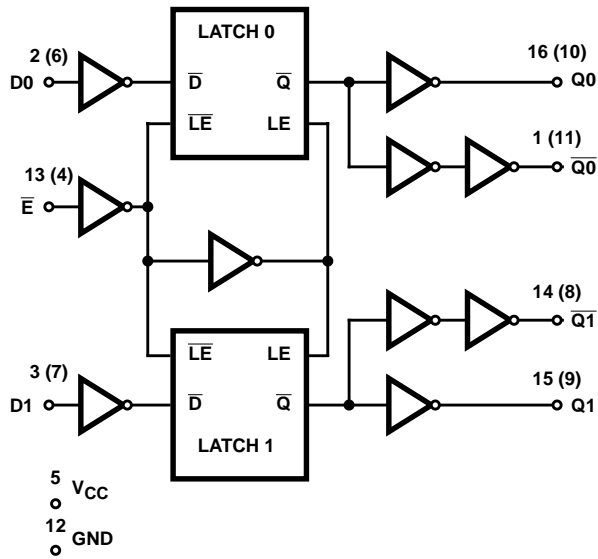 LATCH 0
2 (6)
D0
D̅
L̅E̅
Q̅
LE
16 (10)
Q0
1 (11)
Q̅0̅
13 (4)
E̅
14 (8)
Q̅1̅
L̅E̅
LE
3 (7)
D1
D̅
Q̅
LATCH 1
15 (9)
Q1
5
VCC
12
GND